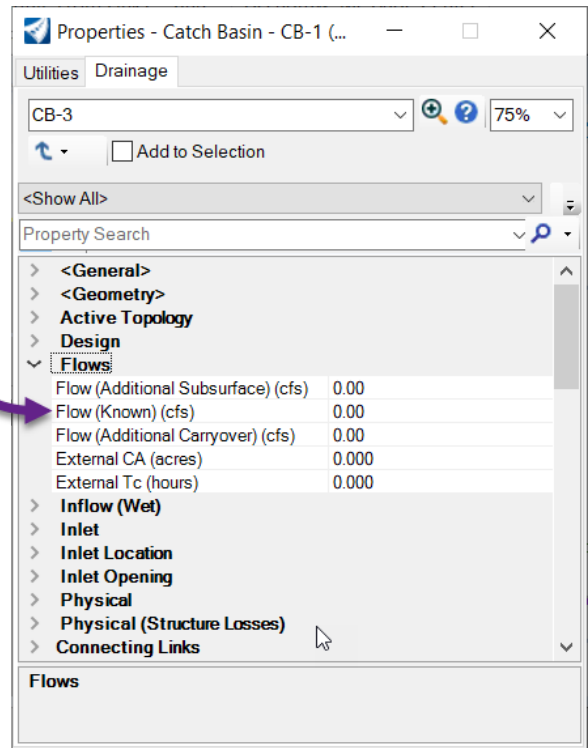 Properties - Catch Basin - CB-1 (...
Utilities Drainage
CB-3 75%
Add to Selection
<Show All>
Property Search
<General>
<Geometry>
Active Topology
Design
Flows
Flow (Additional Subsurface) (cfs) 0.00
Flow (Known) (cfs) 0.00
Flow (Additional Carryover) (cfs) 0.00
External CA (acres) 0.000
External Tc (hours) 0.000
Inflow (Wet)
Inlet
Inlet Location
Inlet Opening
Physical
Physical (Structure Losses)
Connecting Links
Flows